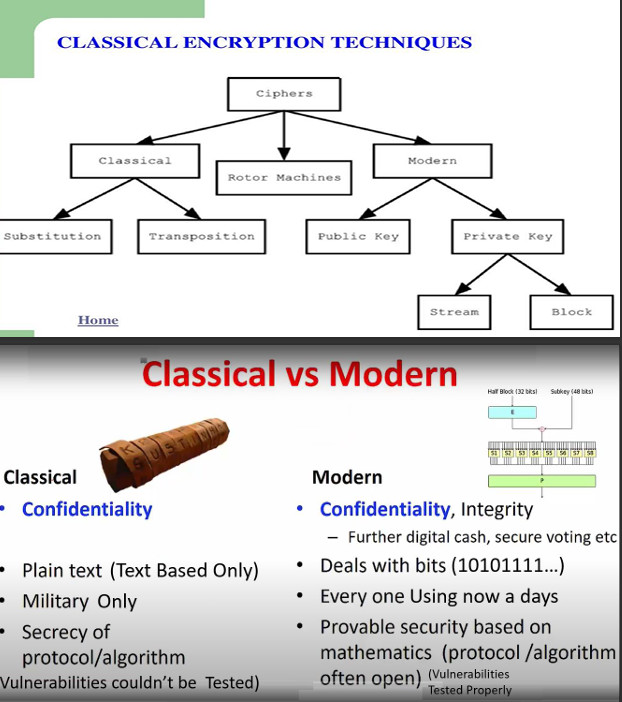 CLASSICAL ENCRYPTION TECHNIQUES
Ciphers
Classical
Rotor Machines
Modern
Substitution
Transposition
Public Key
Private Key
Stream
Block
Home
Classical vs Modern
Half Block (32 bits)
Subkey (48 bits)
E
S1 S2 S3 S4 S5 S6 S7 S8
P
Classical
• Confidentiality
• Plain text (Text Based Only)
• Military Only
• Secrecy of
protocol/algorithm
Vulnerabilities couldn't be Tested)
Modern
• Confidentiality, Integrity
– Further digital cash, secure voting etc
• Deals with bits (10101111...)
• Every one Using now a days
• Provable security based on
mathematics (protocol /algorithm
often open) (Vulnerabilities
Tested Properly